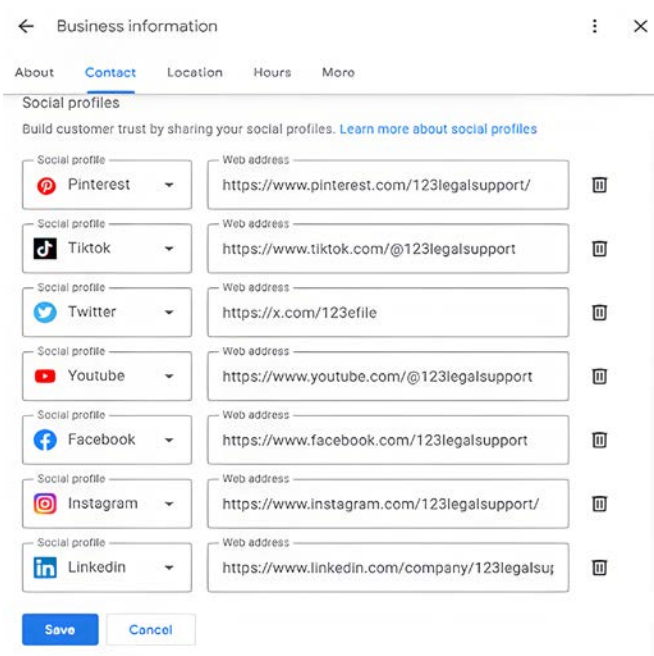 Business information
About Contact Location Hours More
Social profiles
Build customer trust by sharing your social profiles. Learn more about social profiles
Social profile Web address
Pinterest https://www.pinterest.com/123legalsupport/
Social profile Web address
Tiktok https://www.tiktok.com/@123legalsupport
Social profile Web address
Twitter https://x.com/123efile
Social profile Web address
Youtube https://www.youtube.com/@123legalsupport
Social profile Web address
Facebook https://www.facebook.com/123legalsupport
Social profile Web address
Instagram https://www.instagram.com/123legalsupport/
Social profile Web address
Linkedin https://www.linkedin.com/company/123legalsup
Save Cancel